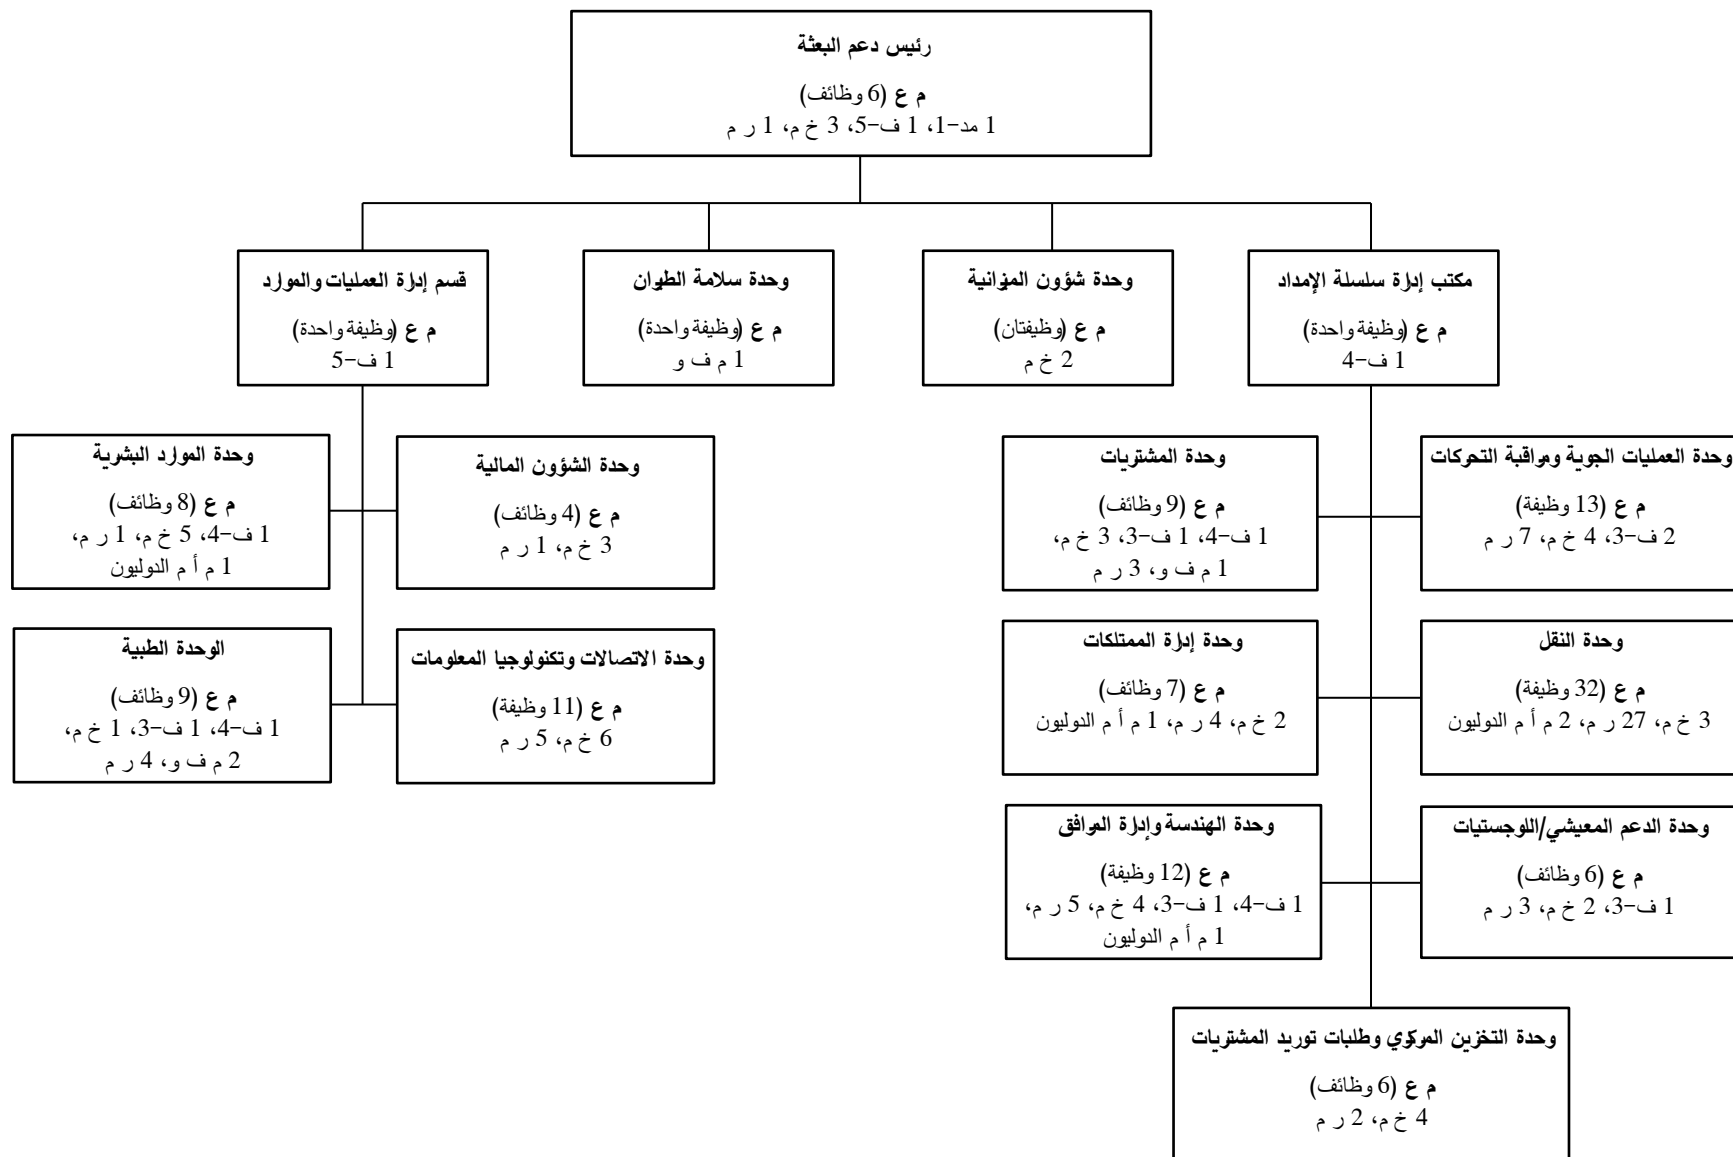 رئيس دعم البعثة
م ع (6 وظائف)
1 مد-1، 1 ف-5، 3 خ م، 1 ر م
مكتب إدارة سلسلة الإمداد
م ع (وظيفة واحدة)
1 ف-4
وحدة شؤون الميزانية
م ع (وظيفتان)
2 خ م
وحدة سلامة الطيران
م ع (وظيفة واحدة)
1 م ف و
قسم إدارة العمليات والموارد
م ع (وظيفة واحدة)
1 ف-5
وحدة العمليات الجوية ومراقبة التحركات
م ع (13 وظيفة)
2 ف-3، 4 خ م، 7 ر م
وحدة المشتريات
م ع (9 وظائف)
1 ف-4، 1 ف-3، 3 خ م،
1 م ف و، 3 ر م
وحدة الشؤون المالية
م ع (4 وظائف)
3 خ م، 1 ر م
وحدة الموارد البشرية
م ع (8 وظائف)
1 ف-4، 5 خ م، 1 ر م،
1 م أ م الدوليون
وحدة النقل
م ع (32 وظيفة)
3 خ م، 27 ر م، 2 م أ م الدوليون
وحدة إدارة الممتلكات
م ع (7 وظائف)
2 خ م، 4 ر م، 1 م أ م الدوليون
وحدة الاتصالات وتكنولوجيا المعلومات
م ع (11 وظيفة)
6 خ م، 5 ر م
الوحدة الطبية
م ع (9 وظائف)
1 ف-4، 1 ف-3، 1 خ م،
2 م ف و، 4 ر م
وحدة الدعم المعيشي/اللوجستيات
م ع (6 وظائف)
1 ف-3، 2 خ م، 3 ر م
وحدة الهندسة وإدارة المرافق
م ع (12 وظيفة)
1 ف-4، 1 ف-3، 4 خ م، 5 ر م،
1 م أ م الدوليون
وحدة التخزين المركزي وطلبات توريد المشتريات
م ع (6 وظائف)
4 خ م، 2 ر م